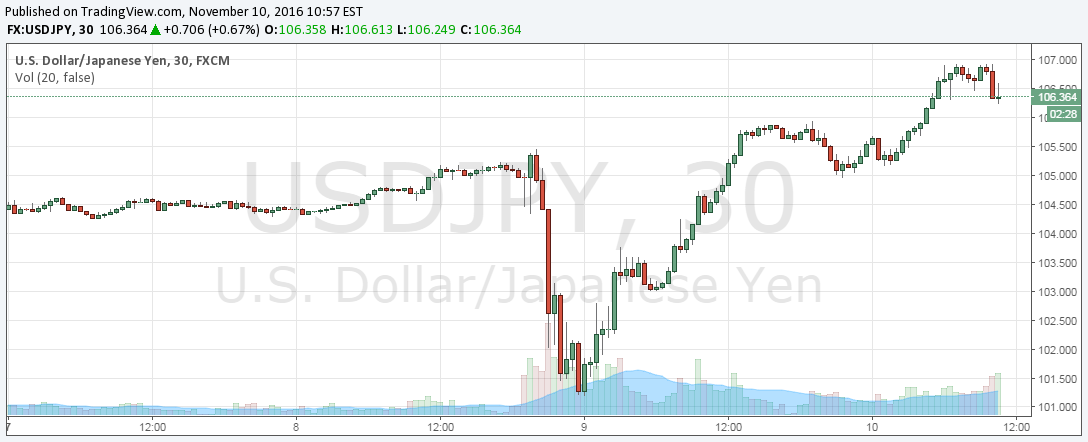 Published on TradingView.com, November 10, 2016 10:57 EST
FX:USDJPY, 30 106.364 ▲ +0.706 (+0.67%) O:106.358 H:106.613 L:106.249 C:106.364
U.S. Dollar/Japanese Yen, 30, FXCM
Vol (20, false)
USDJPY, 30
U.S. Dollar/Japanese Yen
107.000
106.364
02:28
105.500
105.000
104.500
104.000
103.500
103.000
102.500
102.000
101.500
101.000
7 12:00 8 12:00 9 12:00 10 12:00